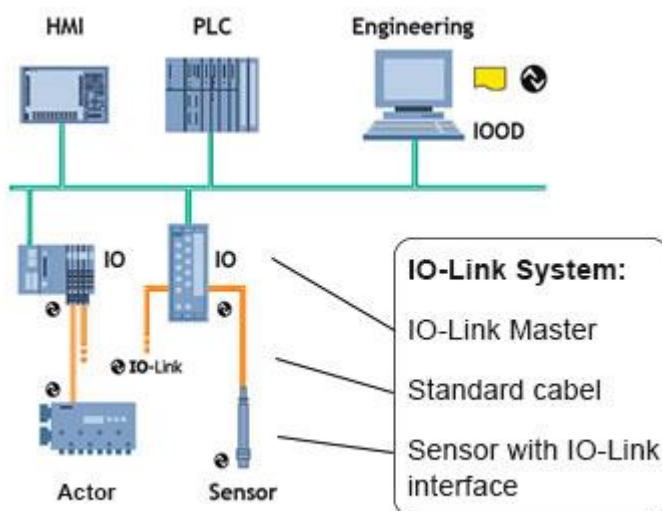 HMI
PLC
Engineering
IOOD
IO
IO
IO-Link
Actor
Sensor
IO-Link System:
IO-Link Master
Standard cabel
Sensor with IO-Link
interface